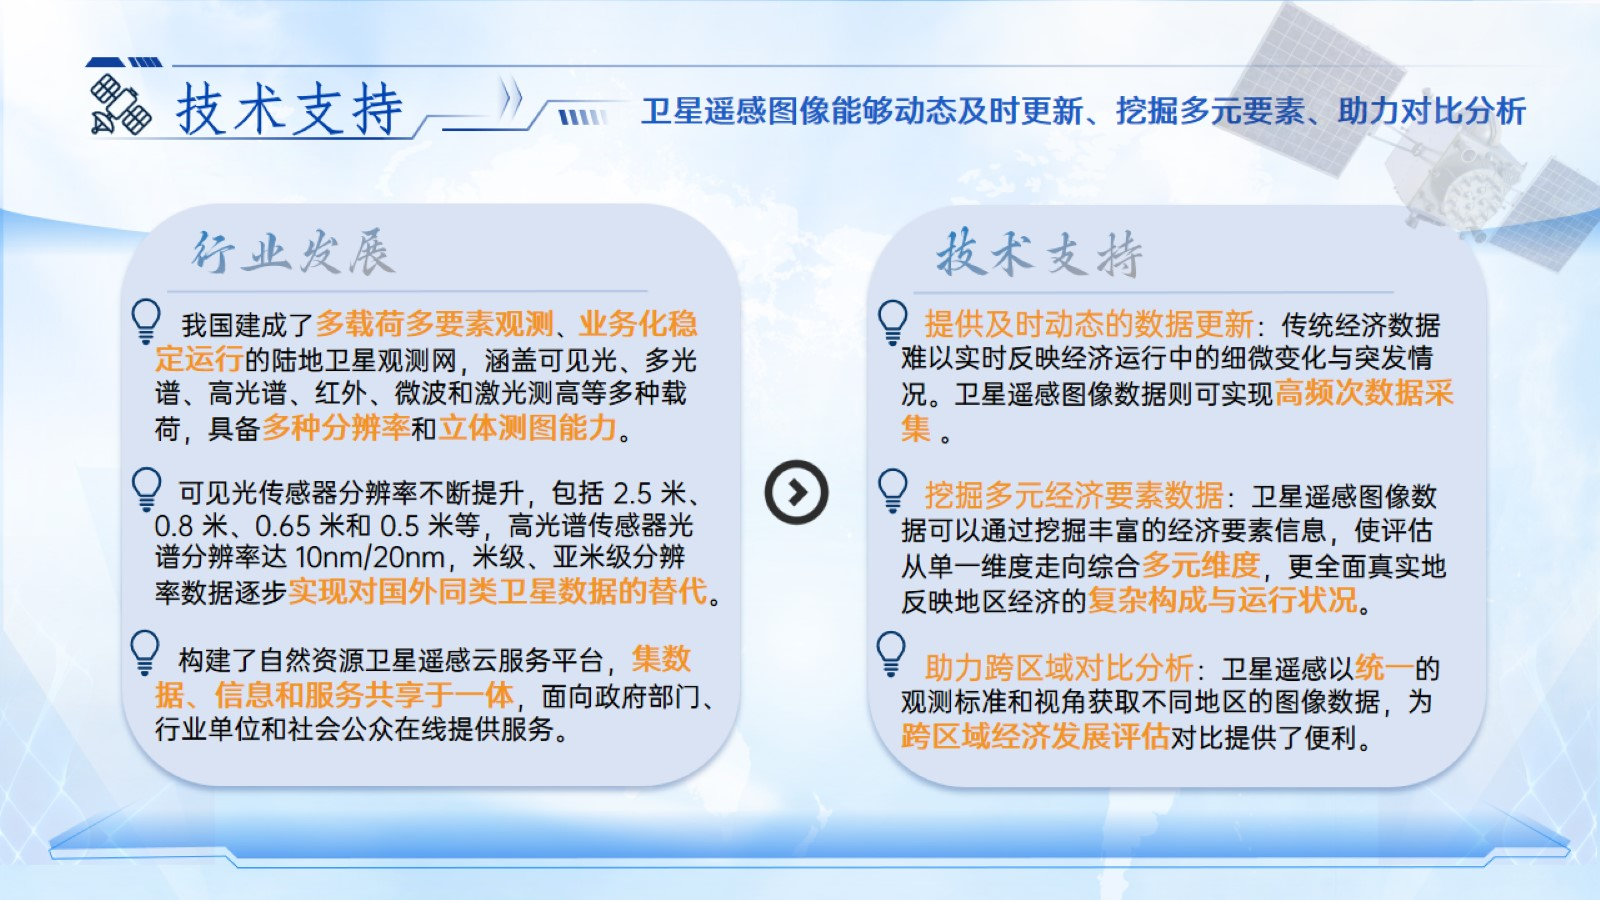 技术支持
卫星遥感图像能够动态及时更新、挖掘多元要素、助力对比分析
行业发展
我国建成了多载荷多要素观测、业务化稳
定运行的陆地卫星观测网，涵盖可见光、多光
谱、高光谱、红外、微波和激光测高等多种载
荷，具备多种分辨率和立体测图能力。
可见光传感器分辨率不断提升，包括 2.5 米、
0.8 米、0.65 米和 0.5 米等，高光谱传感器光
谱分辨率达 10nm/20nm，米级、亚米级分辨
率数据逐步实现对国外同类卫星数据的替代。
构建了自然资源卫星遥感云服务平台，集数
据、信息和服务共享于一体，面向政府部门、
行业单位和社会公众在线提供服务。
技术支持
提供及时动态的数据更新：传统经济数据
难以实时反映经济运行中的细微变化与突发情
况。卫星遥感图像数据则可实现高频次数据采
集 。
挖掘多元经济要素数据：卫星遥感图像数
据可以通过挖掘丰富的经济要素信息，使评估
从单一维度走向综合多元维度，更全面真实地
反映地区经济的复杂构成与运行状况。
助力跨区域对比分析：卫星遥感以统一的
观测标准和视角获取不同地区的图像数据，为
跨区域经济发展评估对比提供了便利。